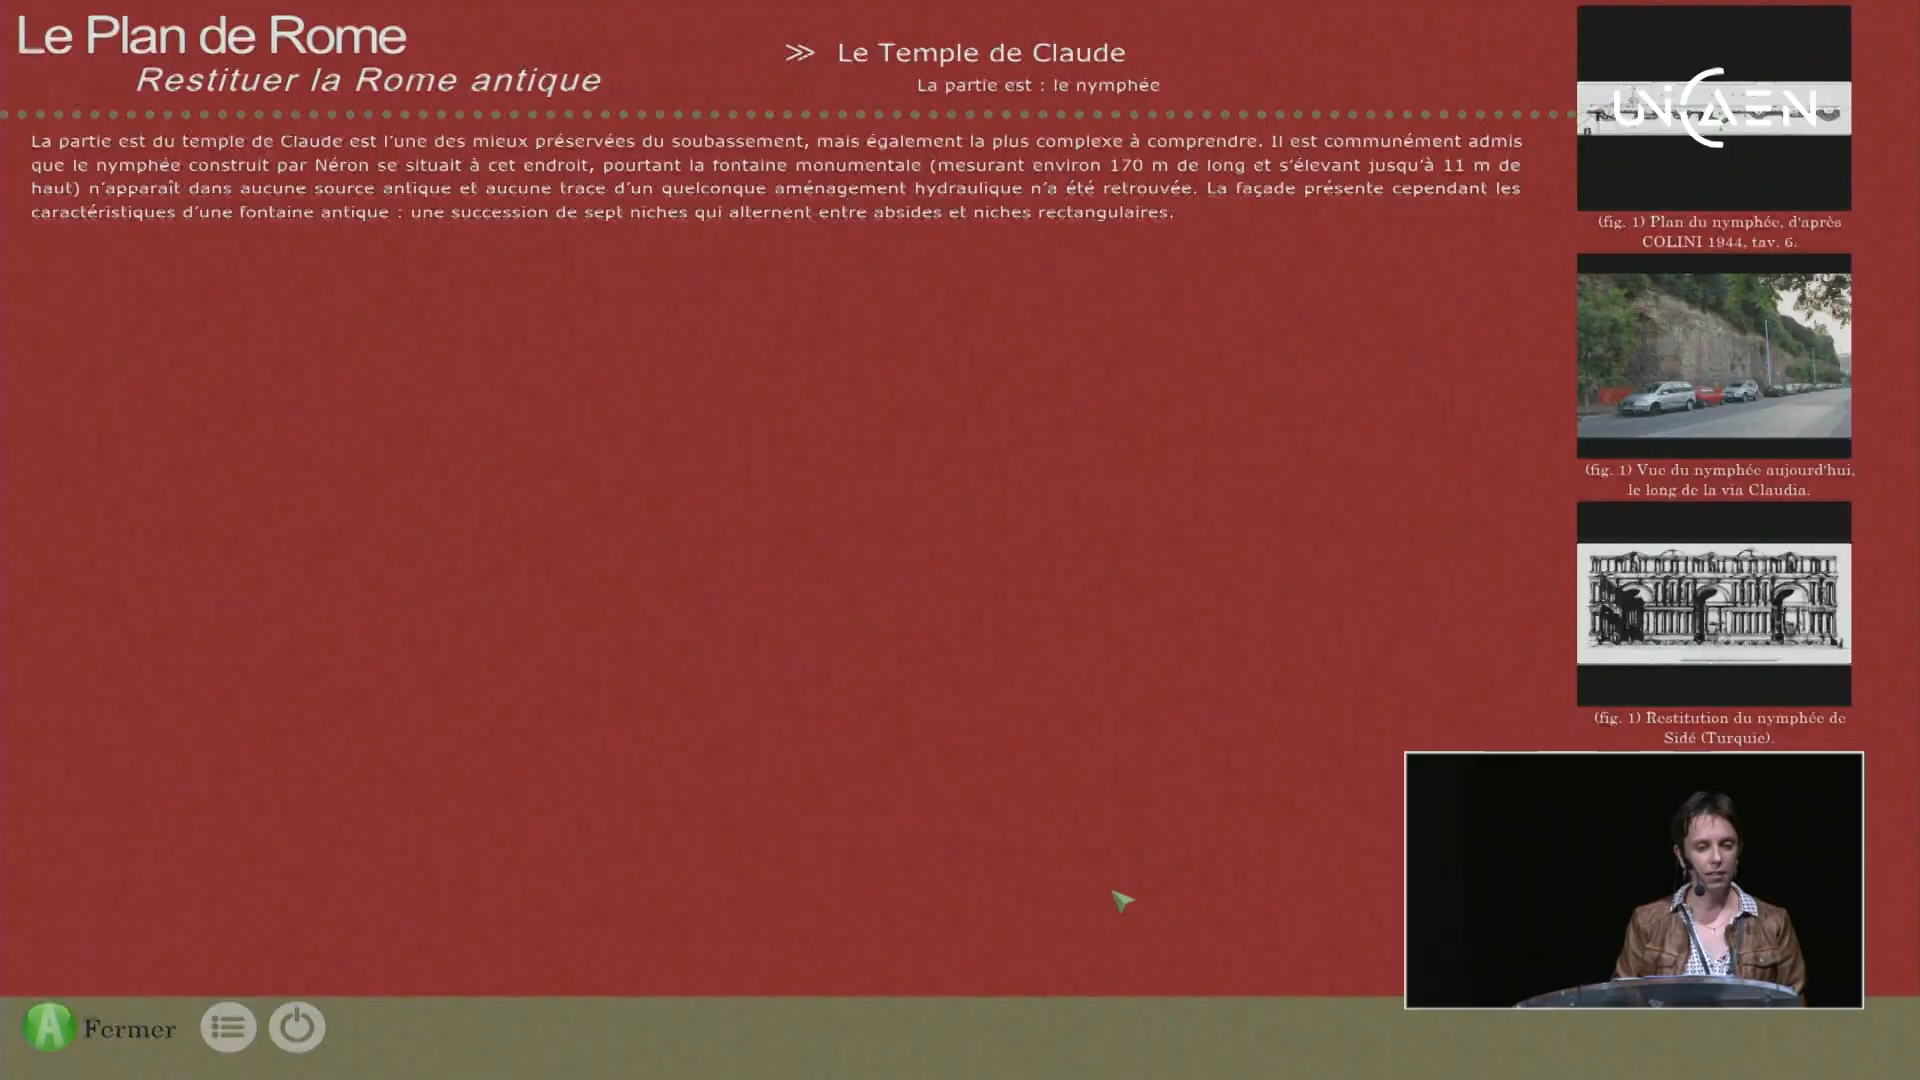 Le Plan de Rome
Restituer la Rome antique
>> Le Temple de Claude
La partie est : le nymphée
La partie est du temple de Claude est l'une des mieux préservées du soubassement, mais également la plus complexe à comprendre. Il est communément admis
que le nymphée construit par Néron se situait à cet endroit, pourtant la fontaine monumentale (mesurant environ 170 m de long et s'élevant jusqu'à 11 m de
haut) n'apparaît dans aucune source antique et aucune trace d'un quelconque aménagement hydraulique n'a été retrouvée. La façade présente cependant les
caractéristiques d'une fontaine antique : une succession de sept niches qui alternent entre absides et niches rectangulaires.
UNICAEN
(fig. 1) Plan du nymphée, d'après
COLINI 1944, tav. 6.
(fig. 1) Vue du nymphée aujourd'hui,
le long de la via Claudia.
(fig. 1) Restitution du nymphée de
Sidé (Turquie).
A Fermer